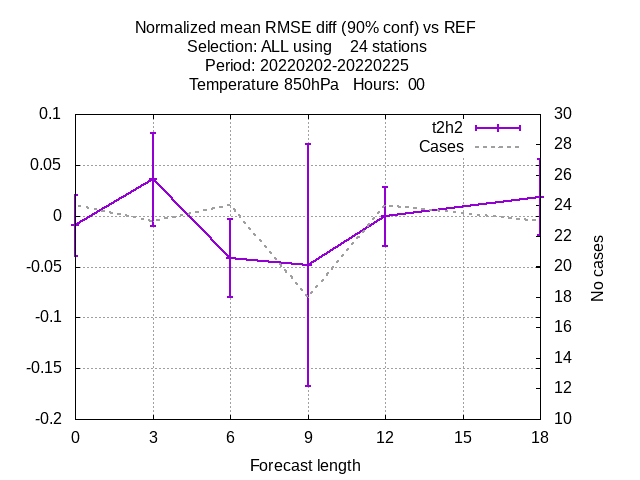 Normalized mean RMSE diff (90% conf) vs REF
Selection: ALL using    24 stations
Period: 20220202-20220225
Temperature 850hPa   Hours:  00
0.1
0.05
0
-0.05
-0.1
-0.15
-0.2
30
28
26
24
22
20
18
16
14
12
10
t2h2
Cases
No cases
0 3 6 9 12 15 18
Forecast length